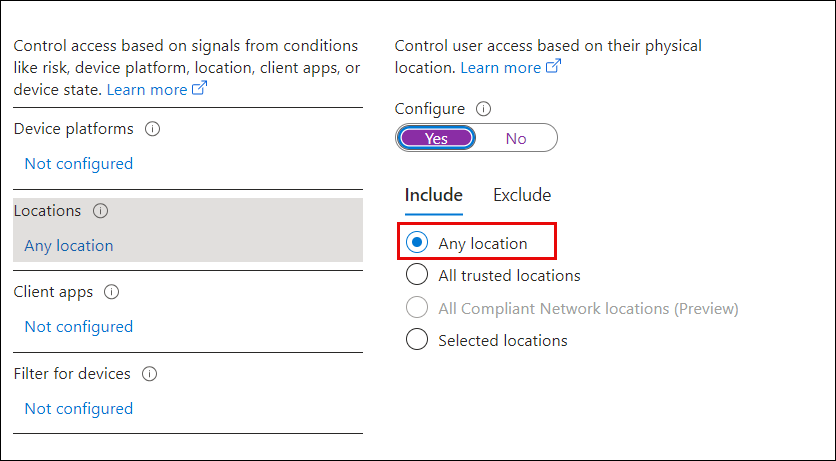 Control access based on signals from conditions
like risk, device platform, location, client apps, or
device state. Learn more
Device platforms
Not configured
Locations
Any location
Client apps
Not configured
Filter for devices
Not configured
Control user access based on their physical
location. Learn more
Configure
Yes No
Include Exclude
Any location
All trusted locations
All Compliant Network locations (Preview)
Selected locations